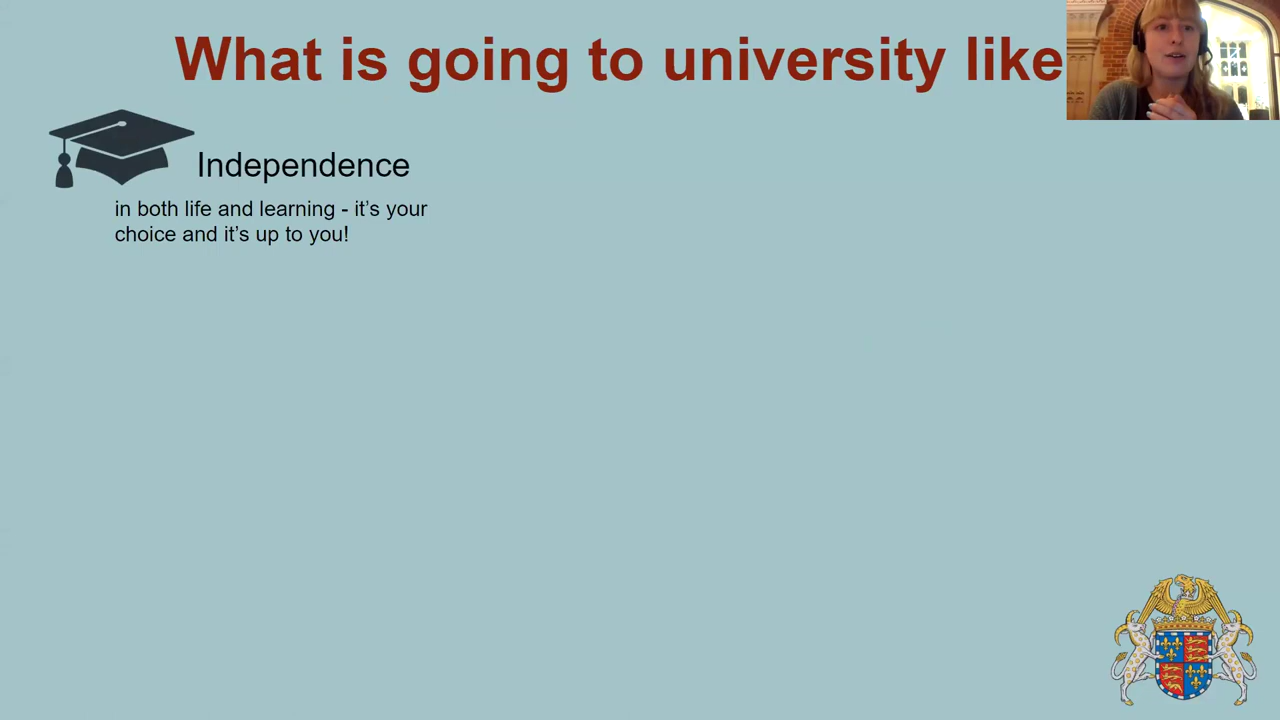 What is going to university like
Independence
in both life and learning - it’s your
choice and it’s up to you!